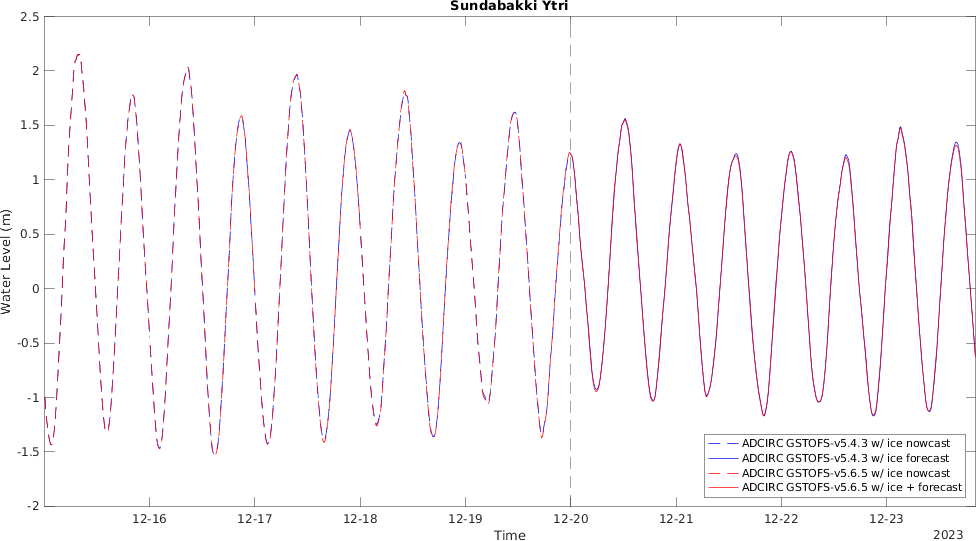 Sundabakki Ytri
2.5
2
1.5
1
0.5
0
-0.5
-1
-1.5
-2
Water Level (m)
12-16
12-17
12-18
12-19
12-20
12-21
12-22
12-23
Time
2023
ADCIRC GSTOFS-v5.4.3 w/ ice nowcast
ADCIRC GSTOFS-v5.4.3 w/ ice forecast
ADCIRC GSTOFS-v5.6.5 w/ ice nowcast
ADCIRC GSTOFS-v5.6.5 w/ ice + forecast